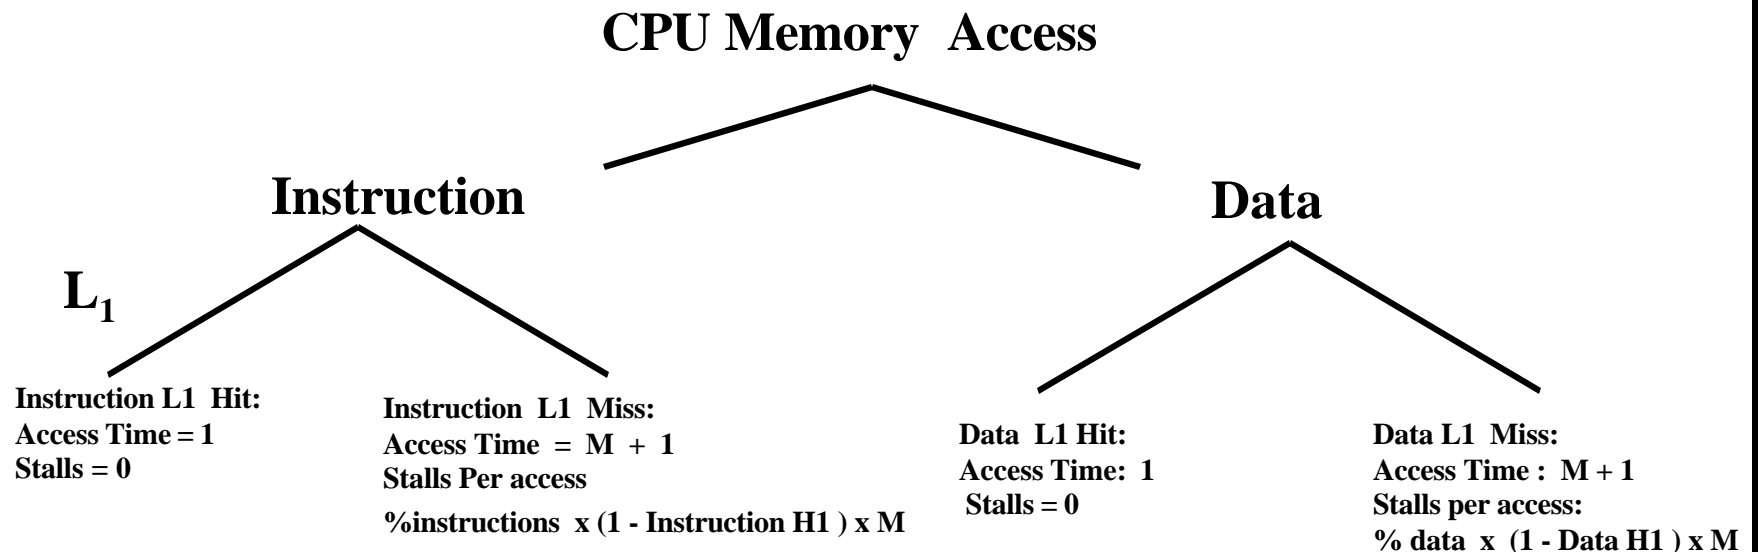 CPU Memory Access
Instruction
Data
L1
Instruction L1 Hit:
Access Time = 1
Stalls = 0
Instruction L1 Miss:
Access Time = M + 1
Stalls Per access
%instructions x (1 - Instruction H1 ) x M
Data L1 Hit:
Access Time: 1
Stalls = 0
Data L1 Miss:
Access Time : M + 1
Stalls per access:
% data x (1 - Data H1 ) x M